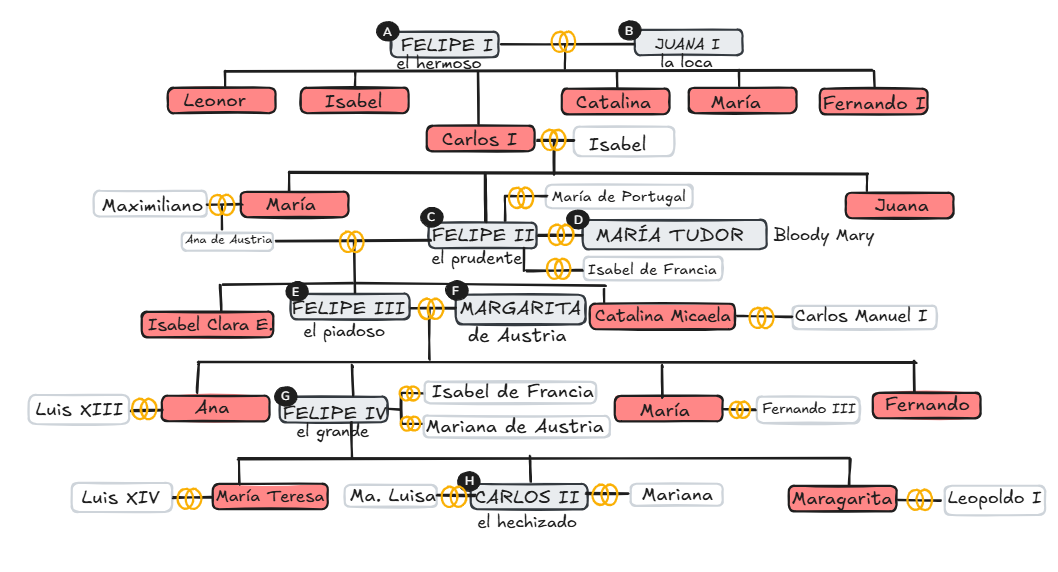 A
FELIPE I
el hermoso
B
JUANA I
la loca
Leonor
Isabel
Catalina
María
Fernando I
Carlos I
Isabel
Maximiliano
María
María de Portugal
Juana
Ana de Austria
C
FELIPE II
el prudente
D
MARÍA TUDOR
Bloody Mary
Isabel de Francia
Isabel Clara E.
E
FELIPE III
el piadoso
F
MARGARITA
de Austria
Catalina Micaela
Carlos Manuel I
Luis XIII
Ana
G
FELIPE IV
el grande
Isabel de Francia
Mariana de Austria
María
Fernando III
Fernando
Luis XIV
María Teresa
Ma. Luisa
H
CARLOS II
el hechizado
Mariana
Maragarita
Leopoldo I